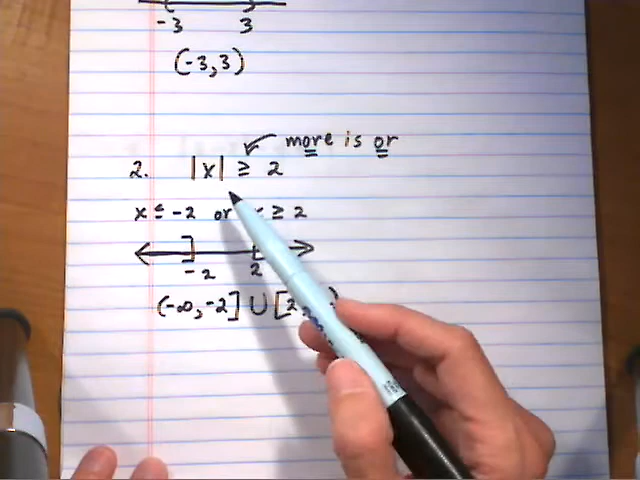 -3 3
(-3,3)
more is or
2. |x| ≥ 2
x ≤ -2 or ≥ 2
-2 2
(-∞,-2] ∪ [2,